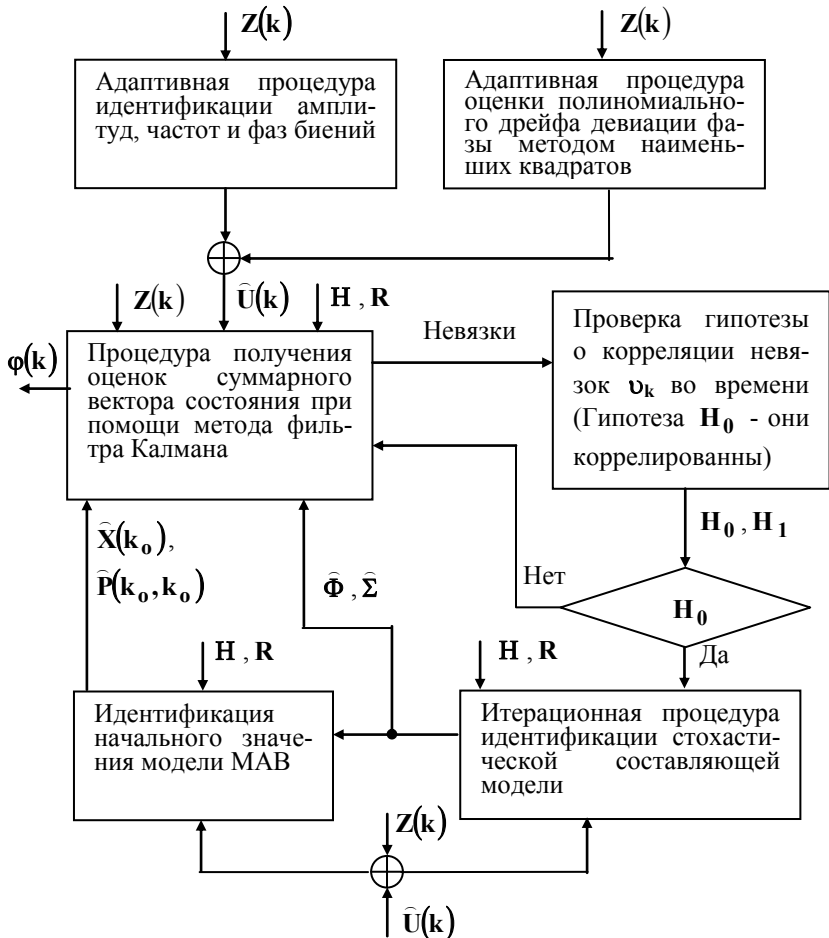 Z(k)
Z(k)
Адаптивная процедура
идентификации ампли-
туд, частот и фаз биений
Адаптивная процедура
оценки полиномиально-
го дрейфа девиации фа-
зы методом наимень-
ших квадратов
Z(k)
Û(k)
H , R
φ(k)
Процедура получения
оценок суммарного
вектора состояния при
помощи метода филь-
тра Калмана
Невязки
Проверка гипотезы
о корреляции невя-
зок υₖ во времени
(Гипотеза H₀ - они
коррелированны)
X̂(kₒ),
P̂(kₒ,kₒ)
Φ̂ , Σ̂
H₀ , H₁
Нет
H₀
Да
H , R
H , R
Идентификация
начального значе-
ния модели МАВ
Итерационная процедура
идентификации стохасти-
ческой составляющей
модели
Z(k)
Û(k)